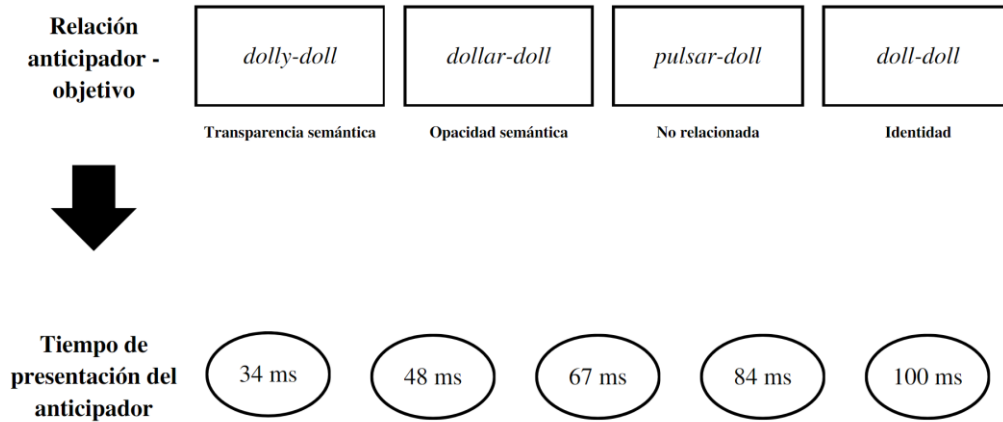 Relación
anticipador -
objetivo
dolly-doll
dollar-doll
pulsar-doll
doll-doll
Transparencia semántica
Opacidad semántica
No relacionada
Identidad
Tiempo de
presentación del
anticipador
34 ms
48 ms
67 ms
84 ms
100 ms